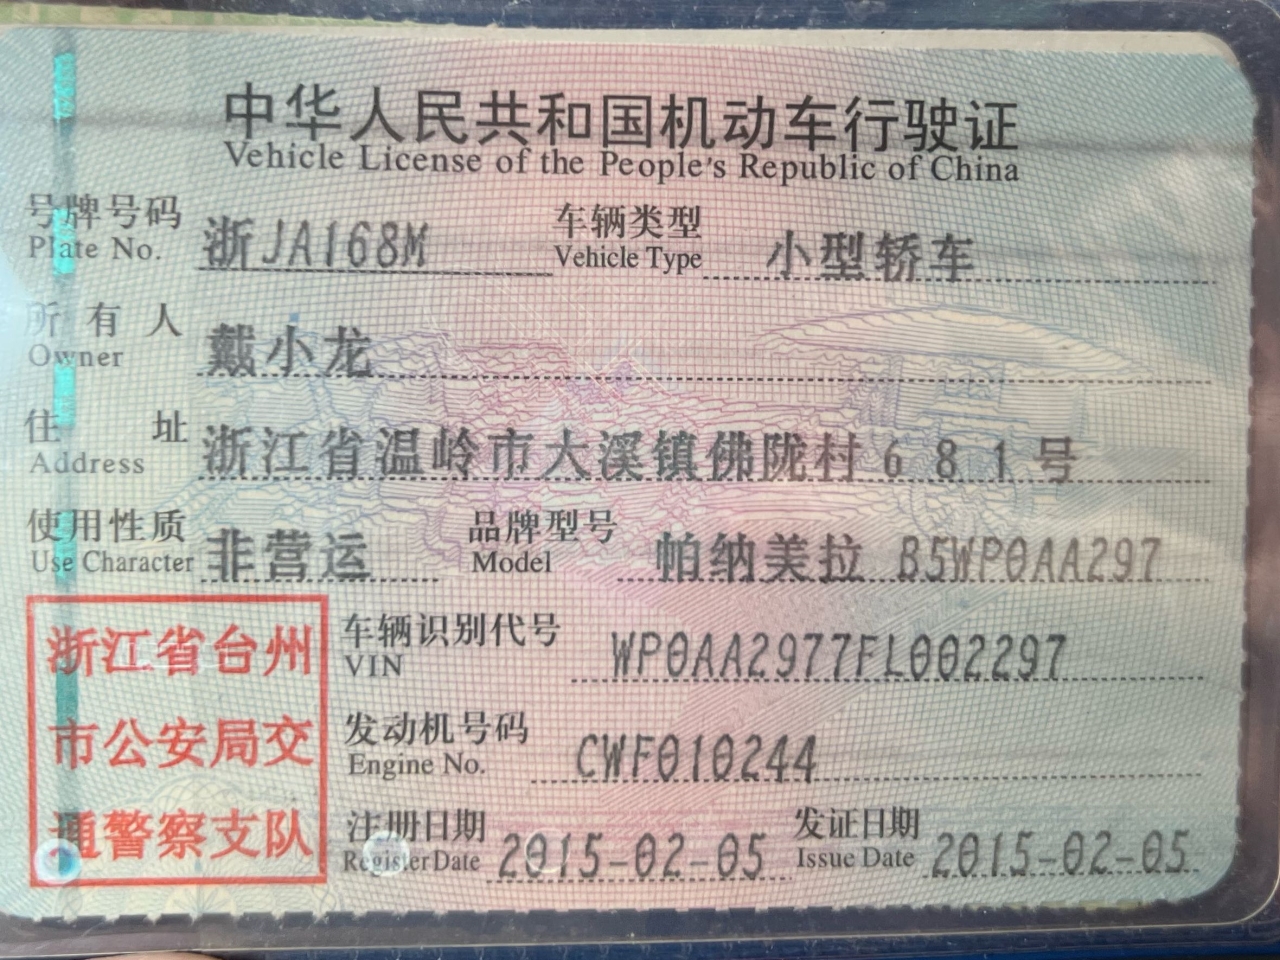 中华人民共和国机动车行驶证
Vehicle License of the People's Republic of China
号牌号码 浙JA168M 车辆类型 小型轿车
Plate No. Vehicle Type
所有人 戴小龙
Owner
住址 浙江省温岭市大溪镇佛陇村681号
Address
使用性质 非营运 品牌型号 帕纳美拉 B5WP0AA297
Use Character Model
浙江省台州
市公安局交
通警察支队
车辆识别代号 WP0AA2977FL002297
VIN
发动机号码 CWF010244
Engine No.
注册日期 2015-02-05 发证日期 2015-02-05
Register Date Issue Date